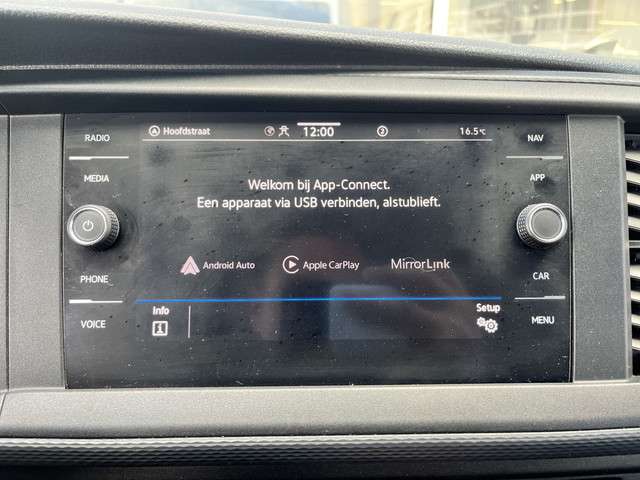 RADIO
MEDIA
PHONE
VOICE
Hoofdstraat
12:00
2
16.5°C
Welkom bij App-Connect.
Een apparaat via USB verbinden, alstublieft.
Android Auto
Apple CarPlay
MirrorLink
Info
Setup
NAV
APP
CAR
MENU